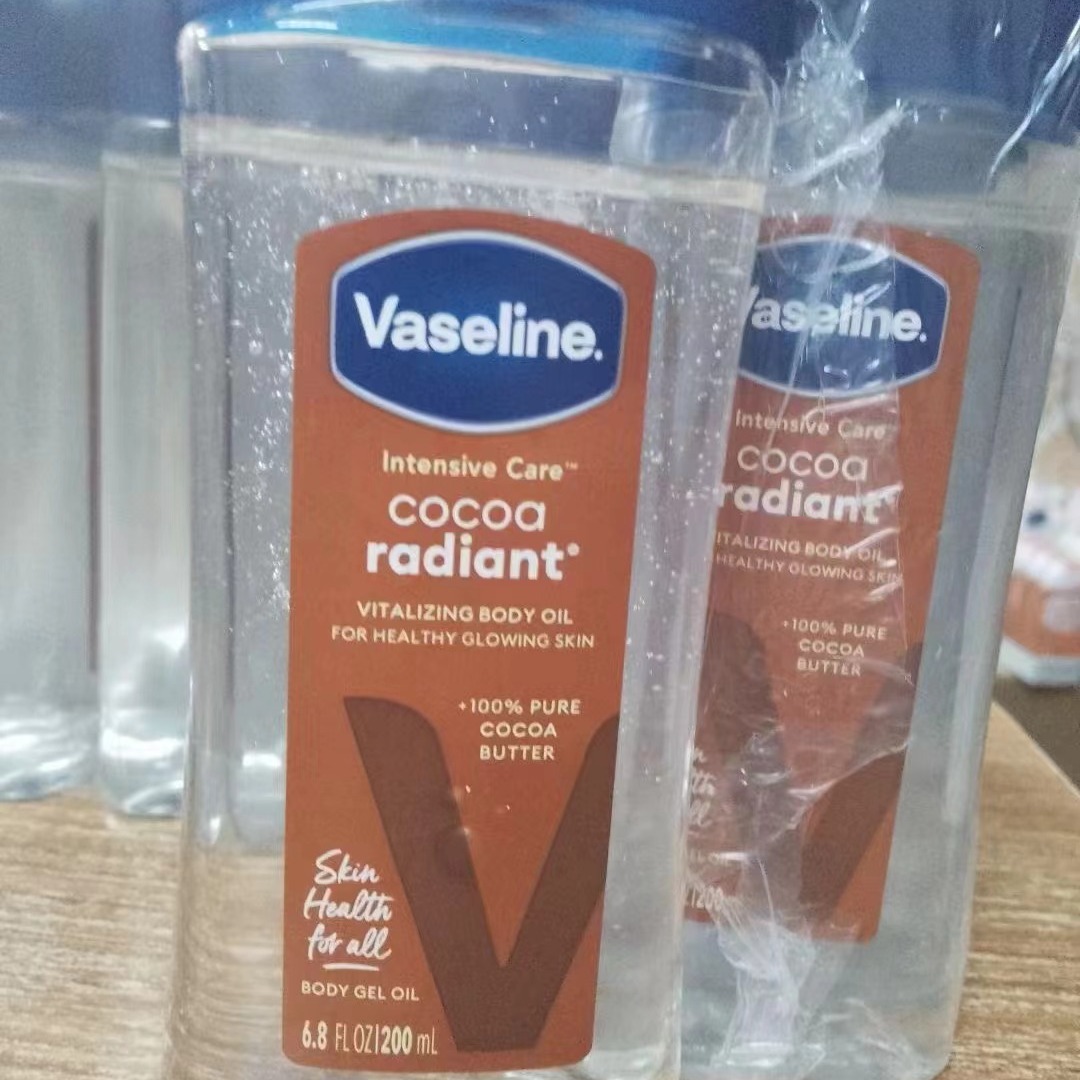 Vaseline.
Intensive Care™
cocoa
radiant®
VITALIZING BODY OIL
FOR HEALTHY GLOWING SKIN
+100% PURE
COCOA
BUTTER
Skin
Health
for all
BODY GEL OIL
6.8 FL OZ|200 mL
Vaseline.
Intensive Care
cocoa
radiant®
VITALIZING BODY OIL
HEALTHY GLOWING SKIN
+100% PURE
COCOA
BUTTER